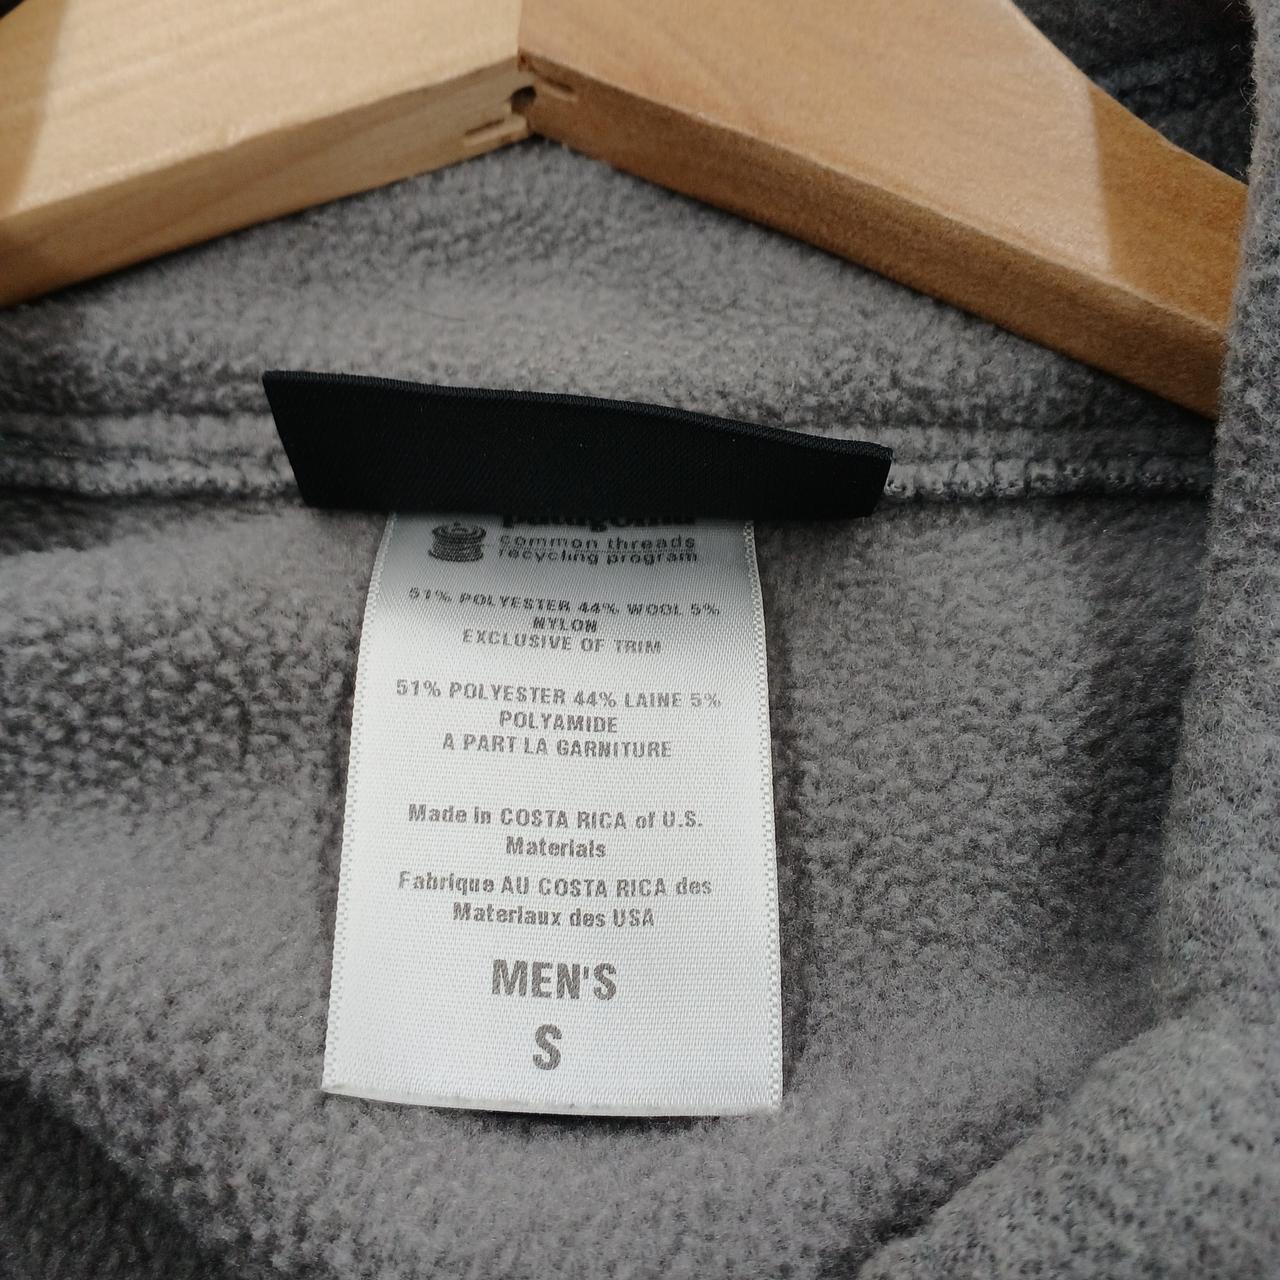 patagonia
common threads
recycling program
51% POLYESTER 44% WOOL 5%
NYLON
EXCLUSIVE OF TRIM
51% POLYESTER 44% LAINE 5%
POLYAMIDE
A PART LA GARNITURE
Made in COSTA RICA of U.S.
Materials
Fabrique AU COSTA RICA des
Materiaux des USA
MEN'S
S